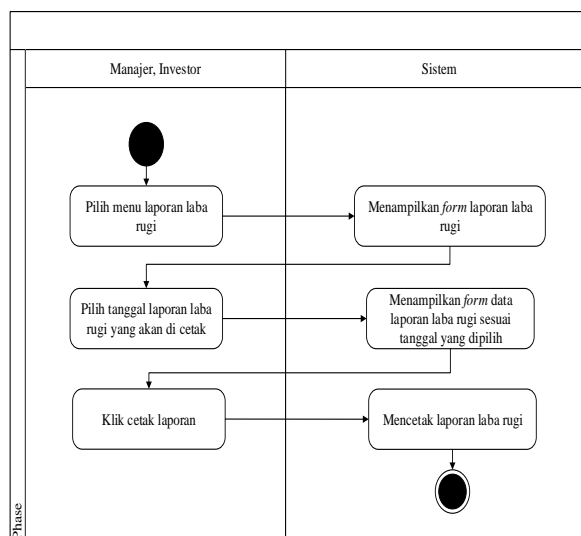 Manajer, Investor
Sistem
Pilih menu laporan laba
rugi
Menampilkan form laporan laba
rugi
Pilih tanggal laporan laba
rugi yang akan di cetak
Menampilkan form data
laporan laba rugi sesuai
tanggal yang dipilih
Klik cetak laporan
Mencetak laporan laba rugi
Phase